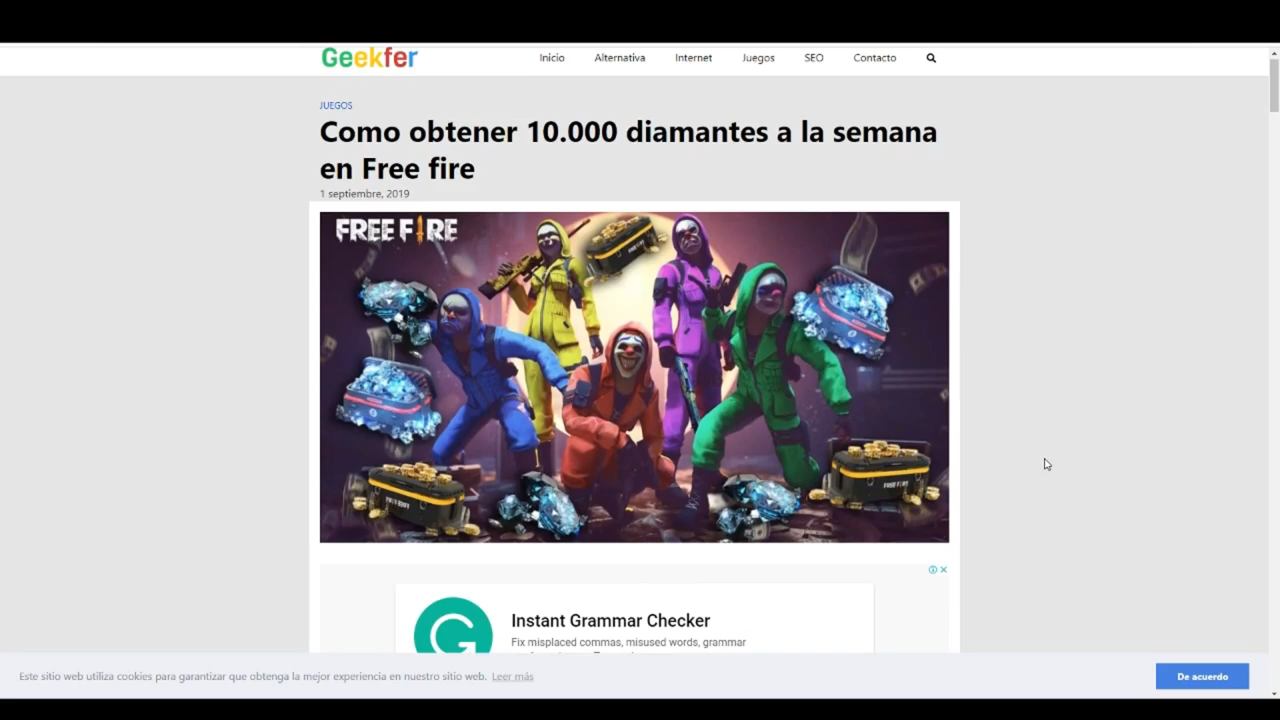 Geekfer
Inicio Alternativa Internet Juegos SEO Contacto
JUEGOS
Como obtener 10.000 diamantes a la semana
en Free fire
1 septiembre, 2019
FREE FIRE
FREE FIRE
Instant Grammar Checker
Fix misplaced commas, misused words, grammar
Este sitio web utiliza cookies para garantizar que obtenga la mejor experiencia en nuestro sitio web. Leer más
De acuerdo